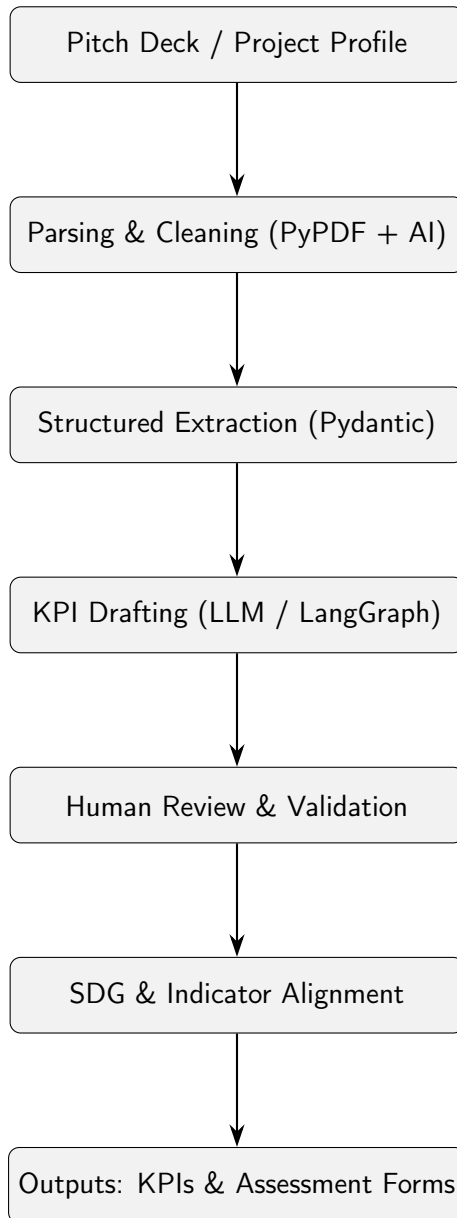 Pitch Deck / Project Profile
Parsing & Cleaning (PyPDF + AI)
Structured Extraction (Pydantic)
KPI Drafting (LLM / LangGraph)
Human Review & Validation
SDG & Indicator Alignment
Outputs: KPIs & Assessment Forms